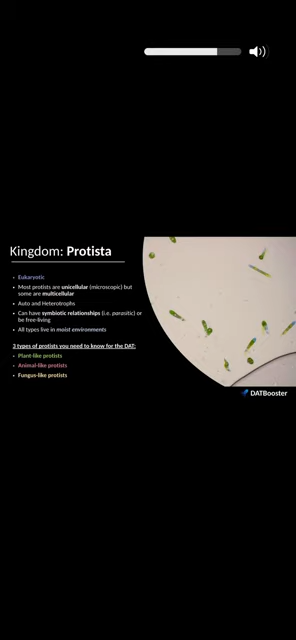 Kingdom: Protista
• Eukaryotic
• Most protists are unicellular (microscopic) but
some are multicellular
• Auto and Heterotrophs
• Can have symbiotic relationships (i.e. parasitic) or
be free-living
• All types live in moist environments
3 types of protists you need to know for the DAT:
• Plant-like protists
• Animal-like protists
• Fungus-like protists
DATBooster